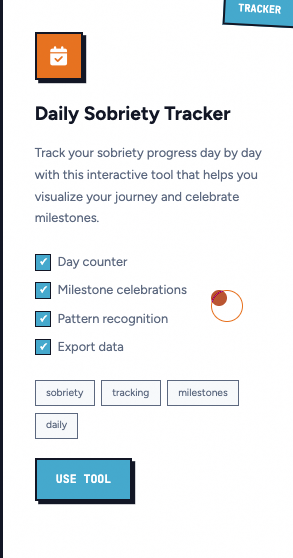 TRACKER
Daily Sobriety Tracker
Track your sobriety progress day by day
with this interactive tool that helps you
visualize your journey and celebrate
milestones.
Day counter
Milestone celebrations
Pattern recognition
Export data
sobriety tracking milestones
daily
USE TOOL